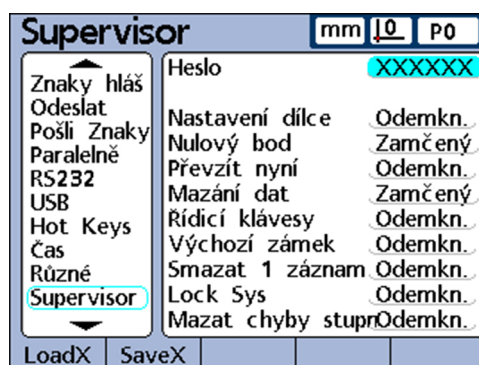 Supervisor mm 0 P0
Znaky hláš
Odeslat
Pošli Znaky
Paralelně
RS232
USB
Hot Keys
Čas
Různé
Supervisor
Heslo XXXXXX
Nastavení dílce Odemkn.
Nulový bod Zamčený
Převzít nyní Odemkn.
Mazání dat Zamčený
Řídicí klávesy Odemkn.
Výchozí zámek Odemkn.
Smazat 1 záznam Odemkn.
Lock Sys Odemkn.
Mazat chyby stupn Odemkn.
LoadX SaveX